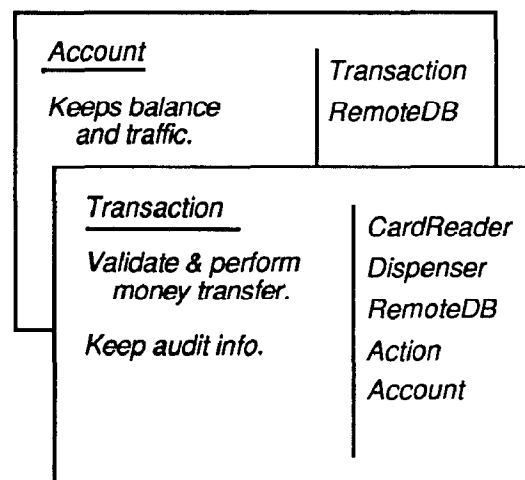 Account
Keeps balance
and traffic.
Transaction
RemoteDB
Transaction
Validate & perform
money transfer.
Keep audit info.
CardReader
Dispenser
RemoteDB
Action
Account